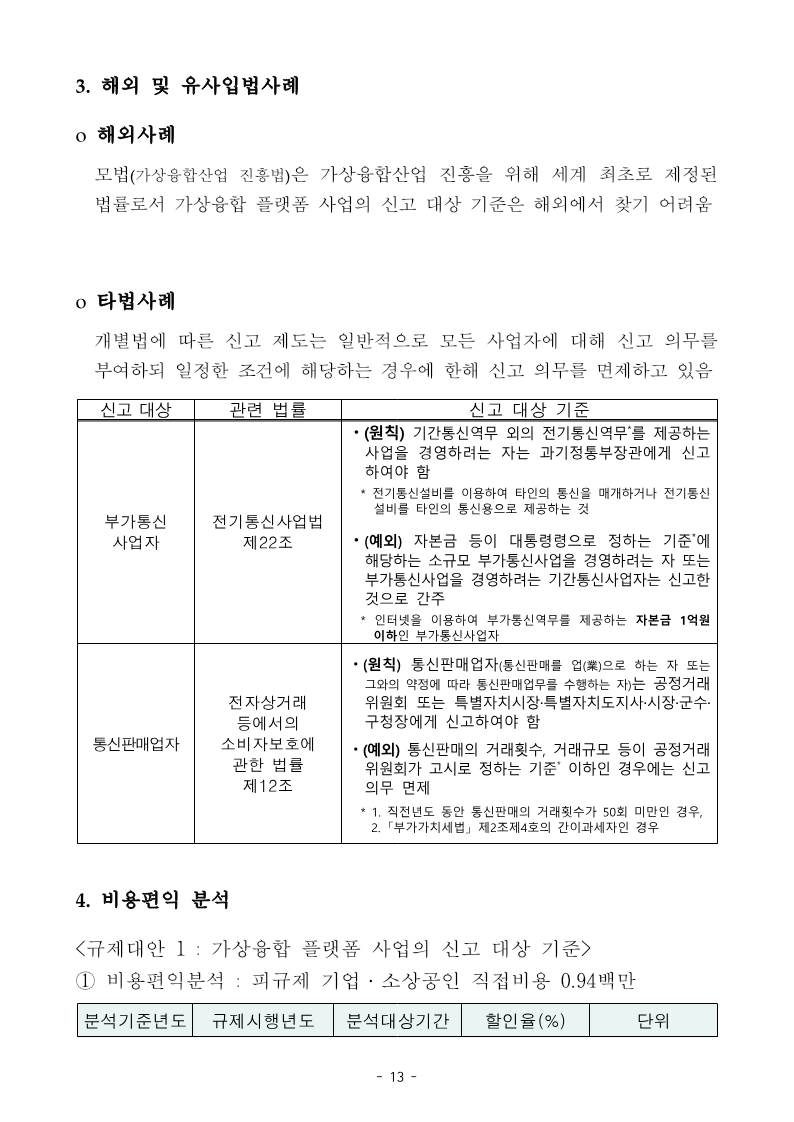 3. 해외 및 유사입법사례
o 해외사례
모법(가상융합산업 진흥법)은 가상융합산업 진흥을 위해 세계 최초로 제정된
법률로서 가상융합 플랫폼 사업의 신고 대상 기준은 해외에서 찾기 어려움
o 타법사례
개별법에 따른 신고 제도는 일반적으로 모든 사업자에 대해 신고 의무를
부여하되 일정한 조건에 해당하는 경우에 한해 신고 의무를 면제하고 있음
신고 대상 관련 법률 신고 대상 기준
부가통신
사업자
전기통신사업법
제22조
• (원칙) 기간통신역무 외의 전기통신역무*를 제공하는
사업을 경영하려는 자는 과기정통부장관에게 신고
하여야 함
* 전기통신설비를 이용하여 타인의 통신을 매개하거나 전기통신
설비를 타인의 통신용으로 제공하는 것
• (예외) 자본금 등이 대통령령으로 정하는 기준*에
해당하는 소규모 부가통신사업을 경영하려는 자 또는
부가통신사업을 경영하려는 기간통신사업자는 신고한
것으로 간주
* 인터넷을 이용하여 부가통신역무를 제공하는 자본금 1억원
이하인 부가통신사업자
통신판매업자
전자상거래
등에서의
소비자보호에
관한 법률
제12조
• (원칙) 통신판매업자(통신판매를 업(業)으로 하는 자 또는
그와의 약정에 따라 통신판매업무를 수행하는 자)는 공정거래
위원회 또는 특별자치시장·특별자치도지사·시장·군수·
구청장에게 신고하여야 함
• (예외) 통신판매의 거래횟수, 거래규모 등이 공정거래
위원회가 고시로 정하는 기준* 이하인 경우에는 신고
의무 면제
* 1. 직전년도 동안 통신판매의 거래횟수가 50회 미만인 경우,
2.「부가가치세법」제2조제4호의 간이과세자인 경우
4. 비용편익 분석
<규제대안 1 : 가상융합 플랫폼 사업의 신고 대상 기준>
① 비용편익분석 : 피규제 기업·소상공인 직접비용 0.94백만
분석기준년도 규제시행년도 분석대상기간 할인율(%) 단위
- 13 -